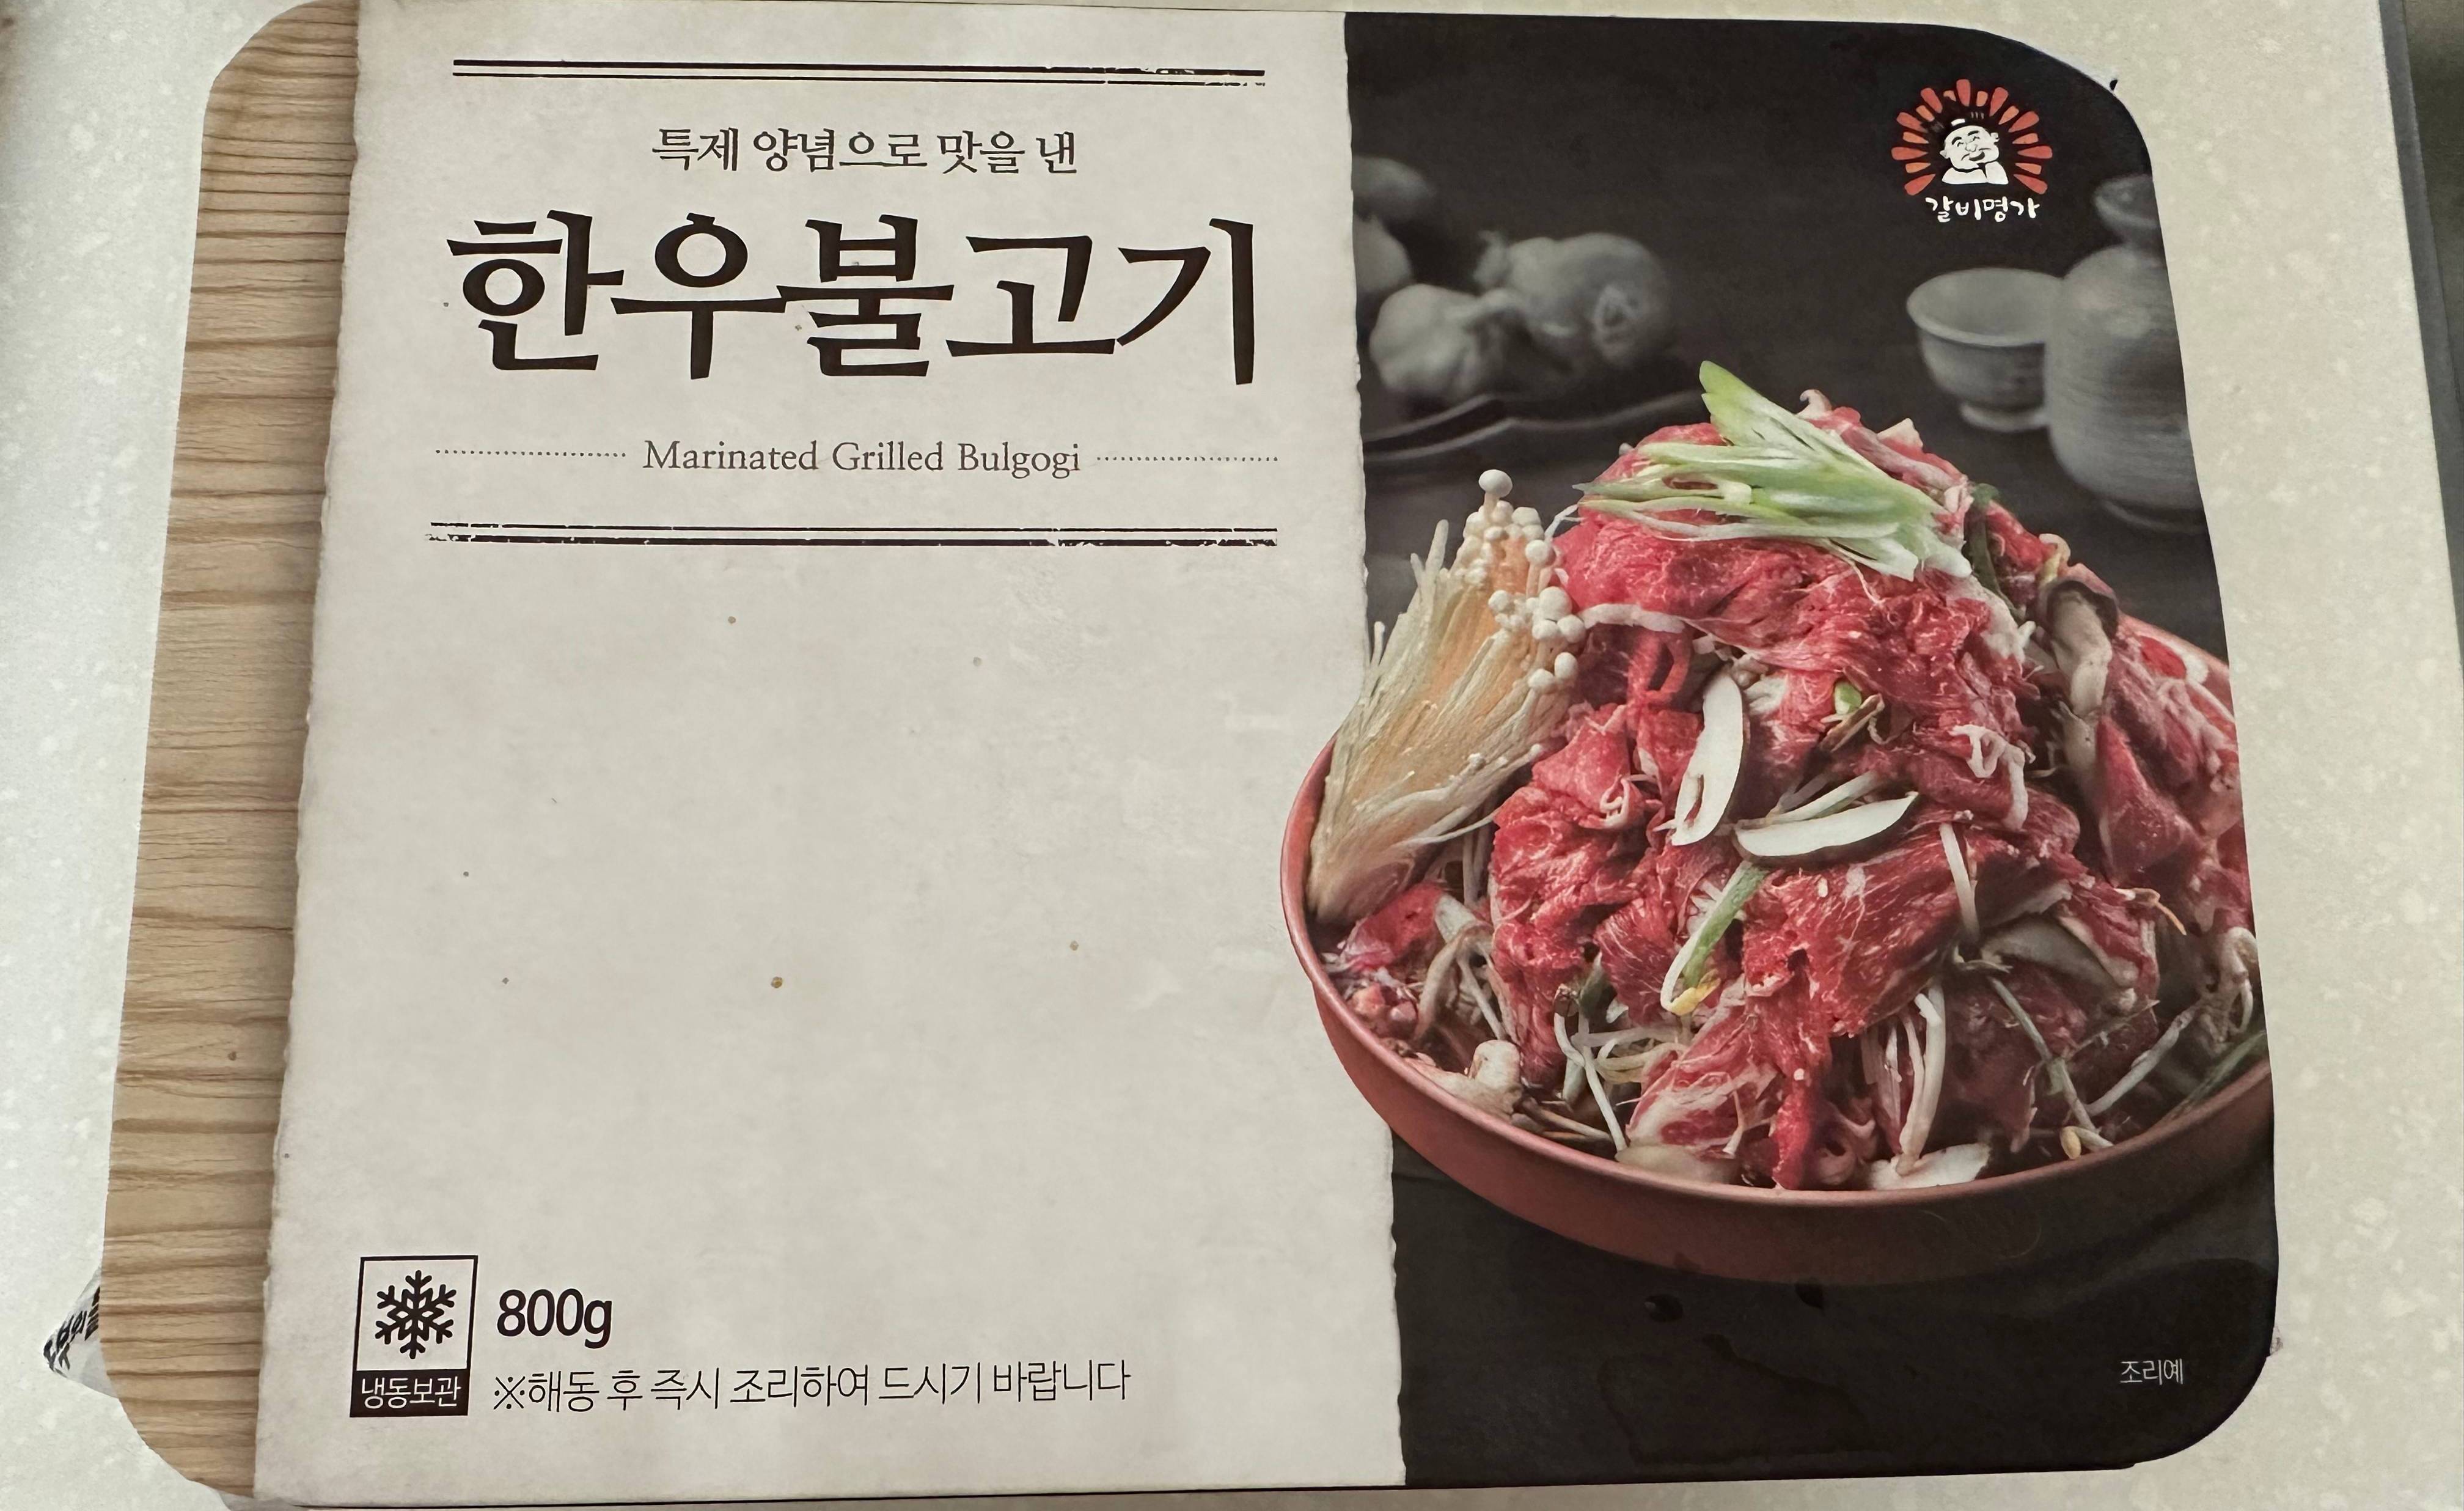 특제 양념으로 맛을 낸
한우불고기
Marinated Grilled Bulgogi
갈비명가
800g
냉동보관
※해동 후 즉시 조리하여 드시기 바랍니다
조리예